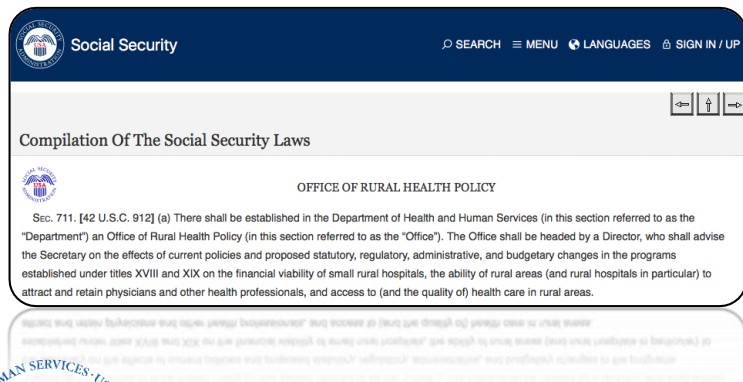 Social Security
SEARCH MENU LANGUAGES SIGN IN / UP
Compilation Of The Social Security Laws
OFFICE OF RURAL HEALTH POLICY
SEC. 711. [42 U.S.C. 912] (a) There shall be established in the Department of Health and Human Services (in this section referred to as the
“Department”) an Office of Rural Health Policy (in this section referred to as the “Office”). The Office shall be headed by a Director, who shall advise
the Secretary on the effects of current policies and proposed statutory, regulatory, administrative, and budgetary changes in the programs
established under titles XVIII and XIX on the financial viability of small rural hospitals, the ability of rural areas (and rural hospitals in particular) to
attract and retain physicians and other health professionals, and access to (and the quality of) health care in rural areas.
SERVICES